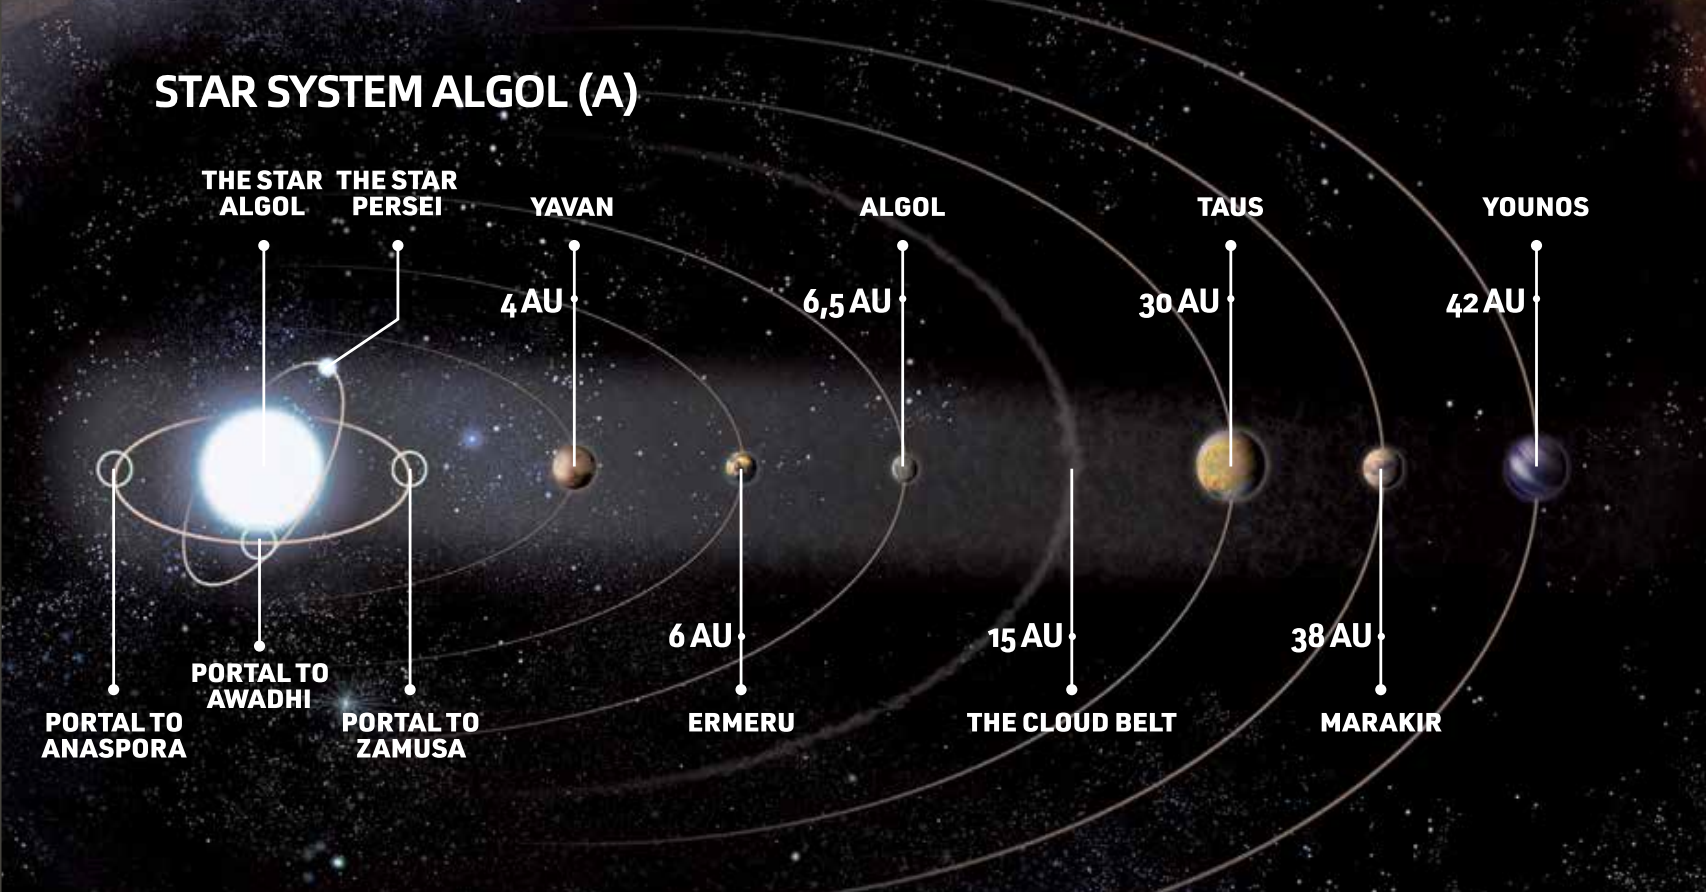 STAR SYSTEM ALGOL (A)
THE STAR
ALGOL
THE STAR
PERSEI
YAVAN
ALGOL
TAUS
YOUNOS
4 AU
6,5 AU
30 AU
42 AU
6 AU
15 AU
38 AU
PORTAL TO
AWADHI
PORTAL TO
ANASPORA
PORTAL TO
ZAMUSA
ERMERU
THE CLOUD BELT
MARAKIR